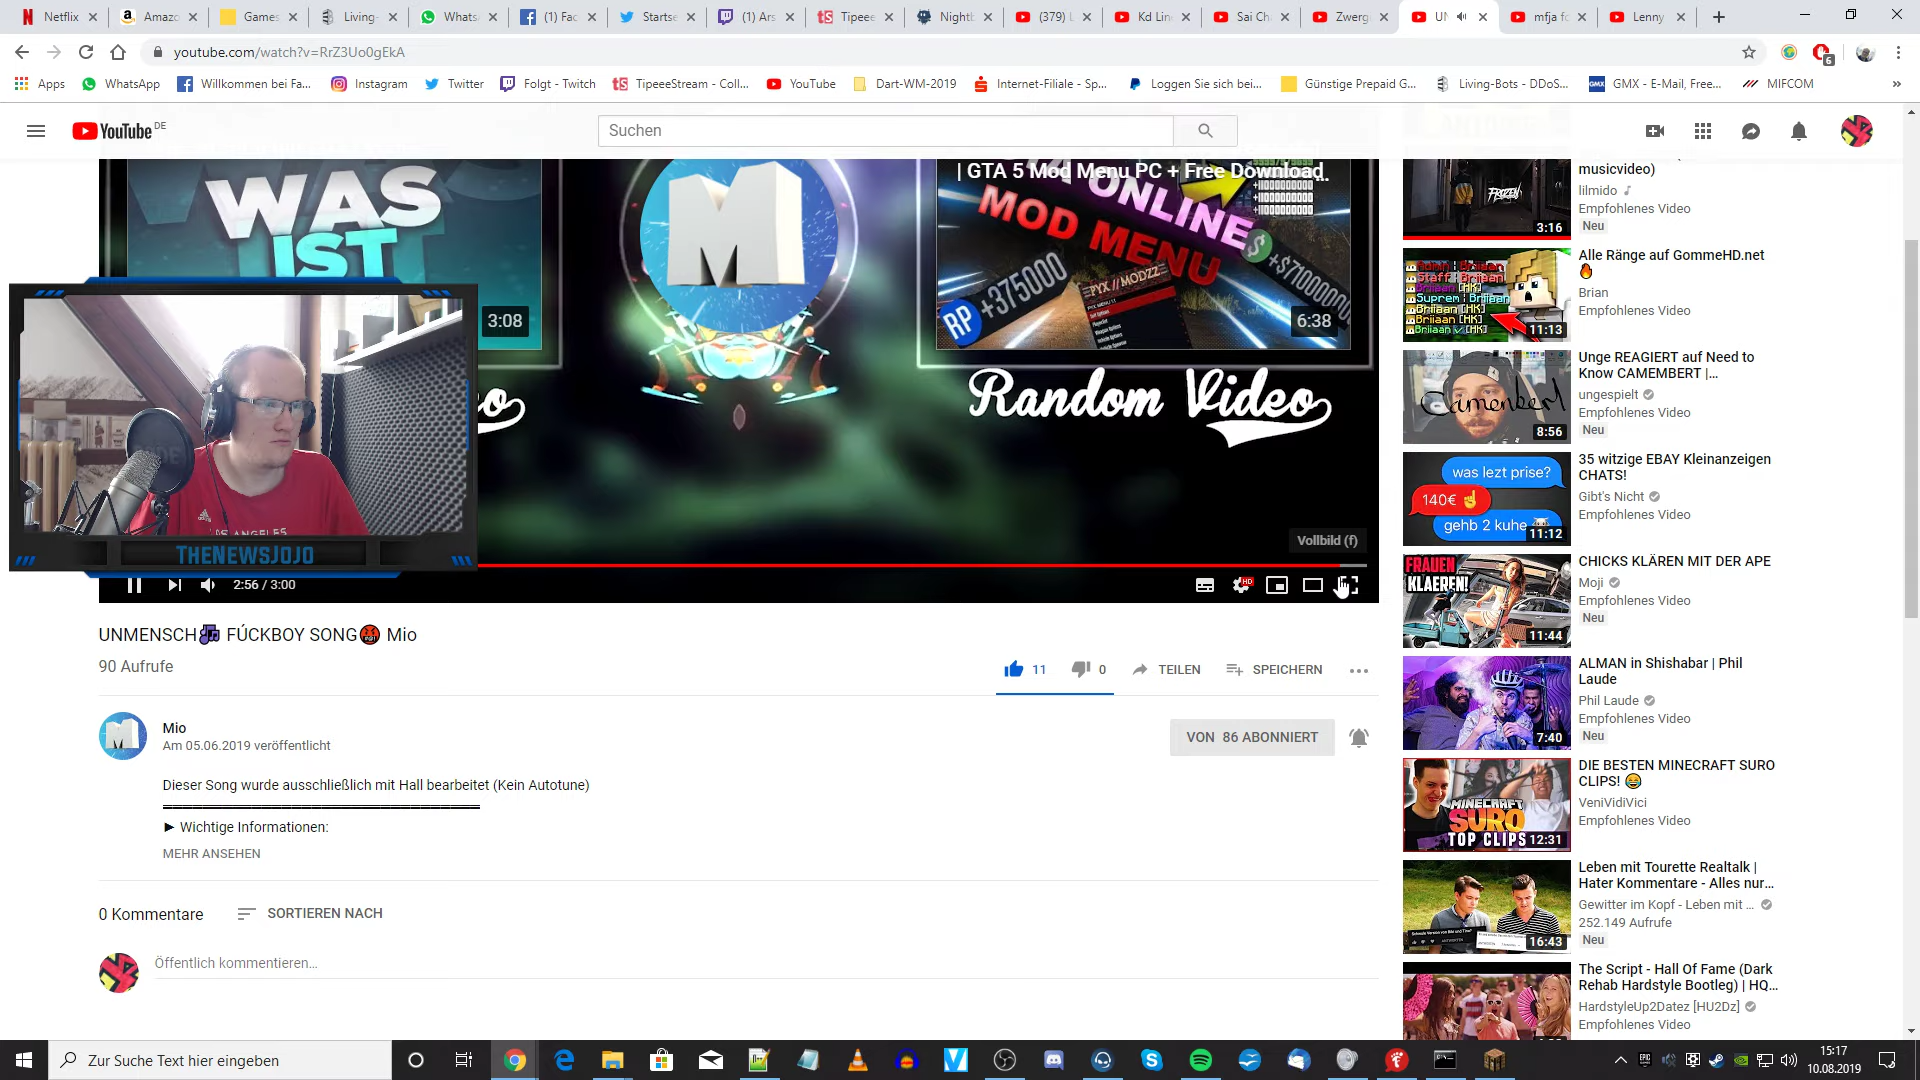 Netflix
Amazo
Games
Living-
Whats
(1) Fac
Startse
(1) Ars
Tipeee
Nightb
(379) L
Kd Lin
Sai Ch
Zwerg
UN
mfja fo
Lenny
youtube.com/watch?v=RrZ3Uo0gEkA
6
Apps
WhatsApp
Willkommen bei Fa...
Instagram
Twitter
Folgt - Twitch
TipeeeStream - Coll...
YouTube
Dart-WM-2019
Internet-Filiale - Sp...
Loggen Sie sich bei...
Günstige Prepaid G...
Living-Bots - DDoS...
GMX - E-Mail, Free...
MIFCOM
YouTube DE
Suchen
WAS
IST
3:08
M
| GTA 5 Mod Menu PC + Free Download...
ONLINE
MOD MENU
RP +375000
PYX // MODZZ
$ +$71000000
6:38
Random Video
eo
THENEWSJOJO
Vollbild (f)
2:56 / 3:00
HD
UNMENSCH🎶 FÚCKBOY SONG🤬 Mio
90 Aufrufe
11
0
TEILEN
SPEICHERN
Mio
Am 05.06.2019 veröffentlicht
VON 86 ABONNIERT
Dieser Song wurde ausschließlich mit Hall bearbeitet (Kein Autotune)
► Wichtige Informationen:
MEHR ANSEHEN
0 Kommentare
SORTIEREN NACH
Öffentlich kommentieren...
musicvideo)
lilmido
Empfohlenes Video
Neu
FROZEN
3:16
Alle Ränge auf GommeHD.net
🔥
Brian
Empfohlenes Video
11:13
Unge REAGIERT auf Need to
Know CAMEMBERT |...
ungespielt
Empfohlenes Video
Neu
Camembert
8:56
35 witzige EBAY Kleinanzeigen
CHATS!
Gibt's Nicht
Empfohlenes Video
was lezt prise?
140€ ☝
gehb 2 kuhe
11:12
CHICKS KLÄREN MIT DER APE
Moji
Empfohlenes Video
Neu
FRAUEN
KLAEREN!
11:44
ALMAN in Shishabar | Phil
Laude
Phil Laude
Empfohlenes Video
Neu
7:40
DIE BESTEN MINECRAFT SURO
CLIPS! 😂
VeniVidiVici
Empfohlenes Video
MINECRAFT
SURO
TOP CLIPS
12:31
Leben mit Tourette Realtalk |
Hater Kommentare - Alles nur...
Gewitter im Kopf - Leben mit ...
252.149 Aufrufe
Neu
16:43
The Script - Hall Of Fame (Dark
Rehab Hardstyle Bootleg) | HQ...
HardstyleUp2Datez [HU2Dz]
Empfohlenes Video
Zur Suche Text hier eingeben
15:17
10.08.2019